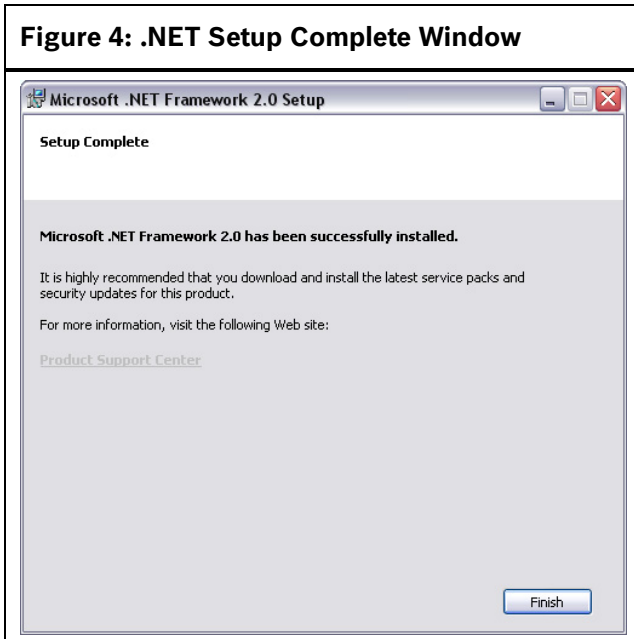 Figure 4: .NET Setup Complete Window
Microsoft .NET Framework 2.0 Setup
Setup Complete
Microsoft .NET Framework 2.0 has been successfully installed.
It is highly recommended that you download and install the latest service packs and
security updates for this product.
For more information, visit the following Web site:
Product Support Center
Finish